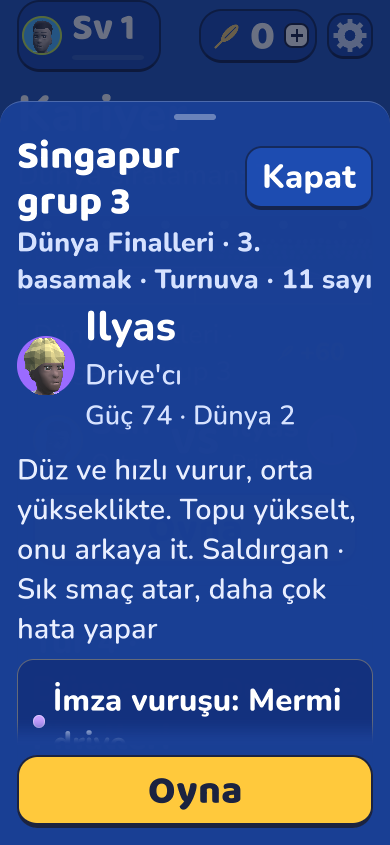 Sv 1
0
Kariyer
Singapur
grup 3
Kapat
Dünya Finalleri · 3.
basamak · Turnuva · 11 sayı
Ilyas
Drive'cı
Güç 74 · Dünya 2
Düz ve hızlı vurur, orta
yükseklikte. Topu yükselt,
onu arkaya it. Saldırgan ·
Sık smaç atar, daha çok
hata yapar
İmza vuruşu: Mermi
drive
Oyna